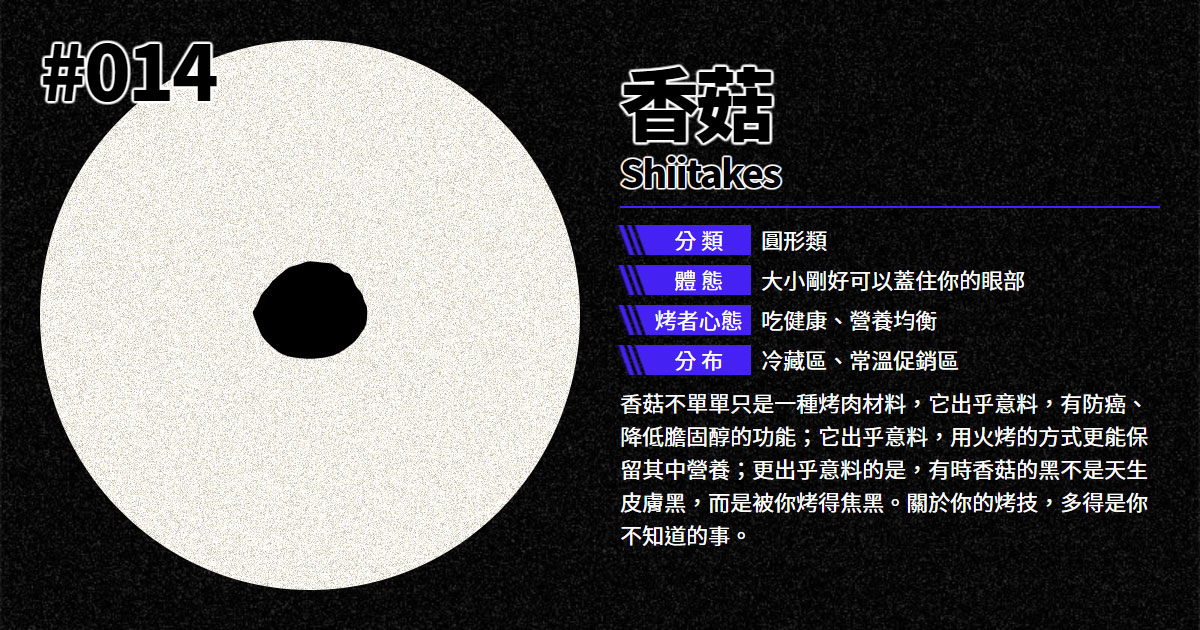 #014
香菇
Shiitakes
分類 圓形類
體態 大小剛好可以蓋住你的眼部
烤者心態 吃健康、營養均衡
分布 冷藏區、常溫促銷區
香菇不單單只是一種烤肉材料，它出乎意料，有防癌、
降低膽固醇的功能；它出乎意料，用火烤的方式更能保
留其中營養；更出乎意料的是，有時香菇的黑不是天生
皮膚黑，而是被你烤得焦黑。關於你的烤技，多得是你
不知道的事。